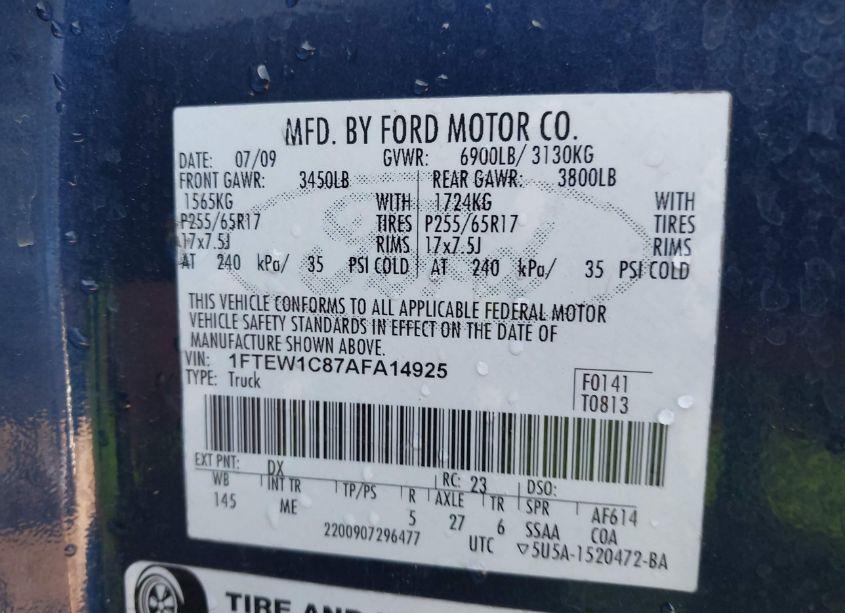 MFD. BY FORD MOTOR CO.
DATE: 07/09 GVWR: 6900LB/ 3130KG
FRONT GAWR: 3450LB REAR GAWR: 3800LB
1565KG WITH 1724KG WITH
P255/65R17 TIRES P255/65R17 TIRES
17x7.5J RIMS 17x7.5J RIMS
AT 240 kPa/ 35 PSI COLD AT 240 kPa/ 35 PSI COLD
THIS VEHICLE CONFORMS TO ALL APPLICABLE FEDERAL MOTOR
VEHICLE SAFETY STANDARDS IN EFFECT ON THE DATE OF
MANUFACTURE SHOWN ABOVE.
VIN: 1FTEW1C87AFA14925
TYPE: Truck
F0141
T0813
EXT PNT: DX RC: 23 DSO:
WB INT TR TP/PS R AXLE TR SPR AF614
145 ME 5 27 6 SSAA COA
2200907296477 UTC ▽5U5A-1520472-BA
TIRE AND